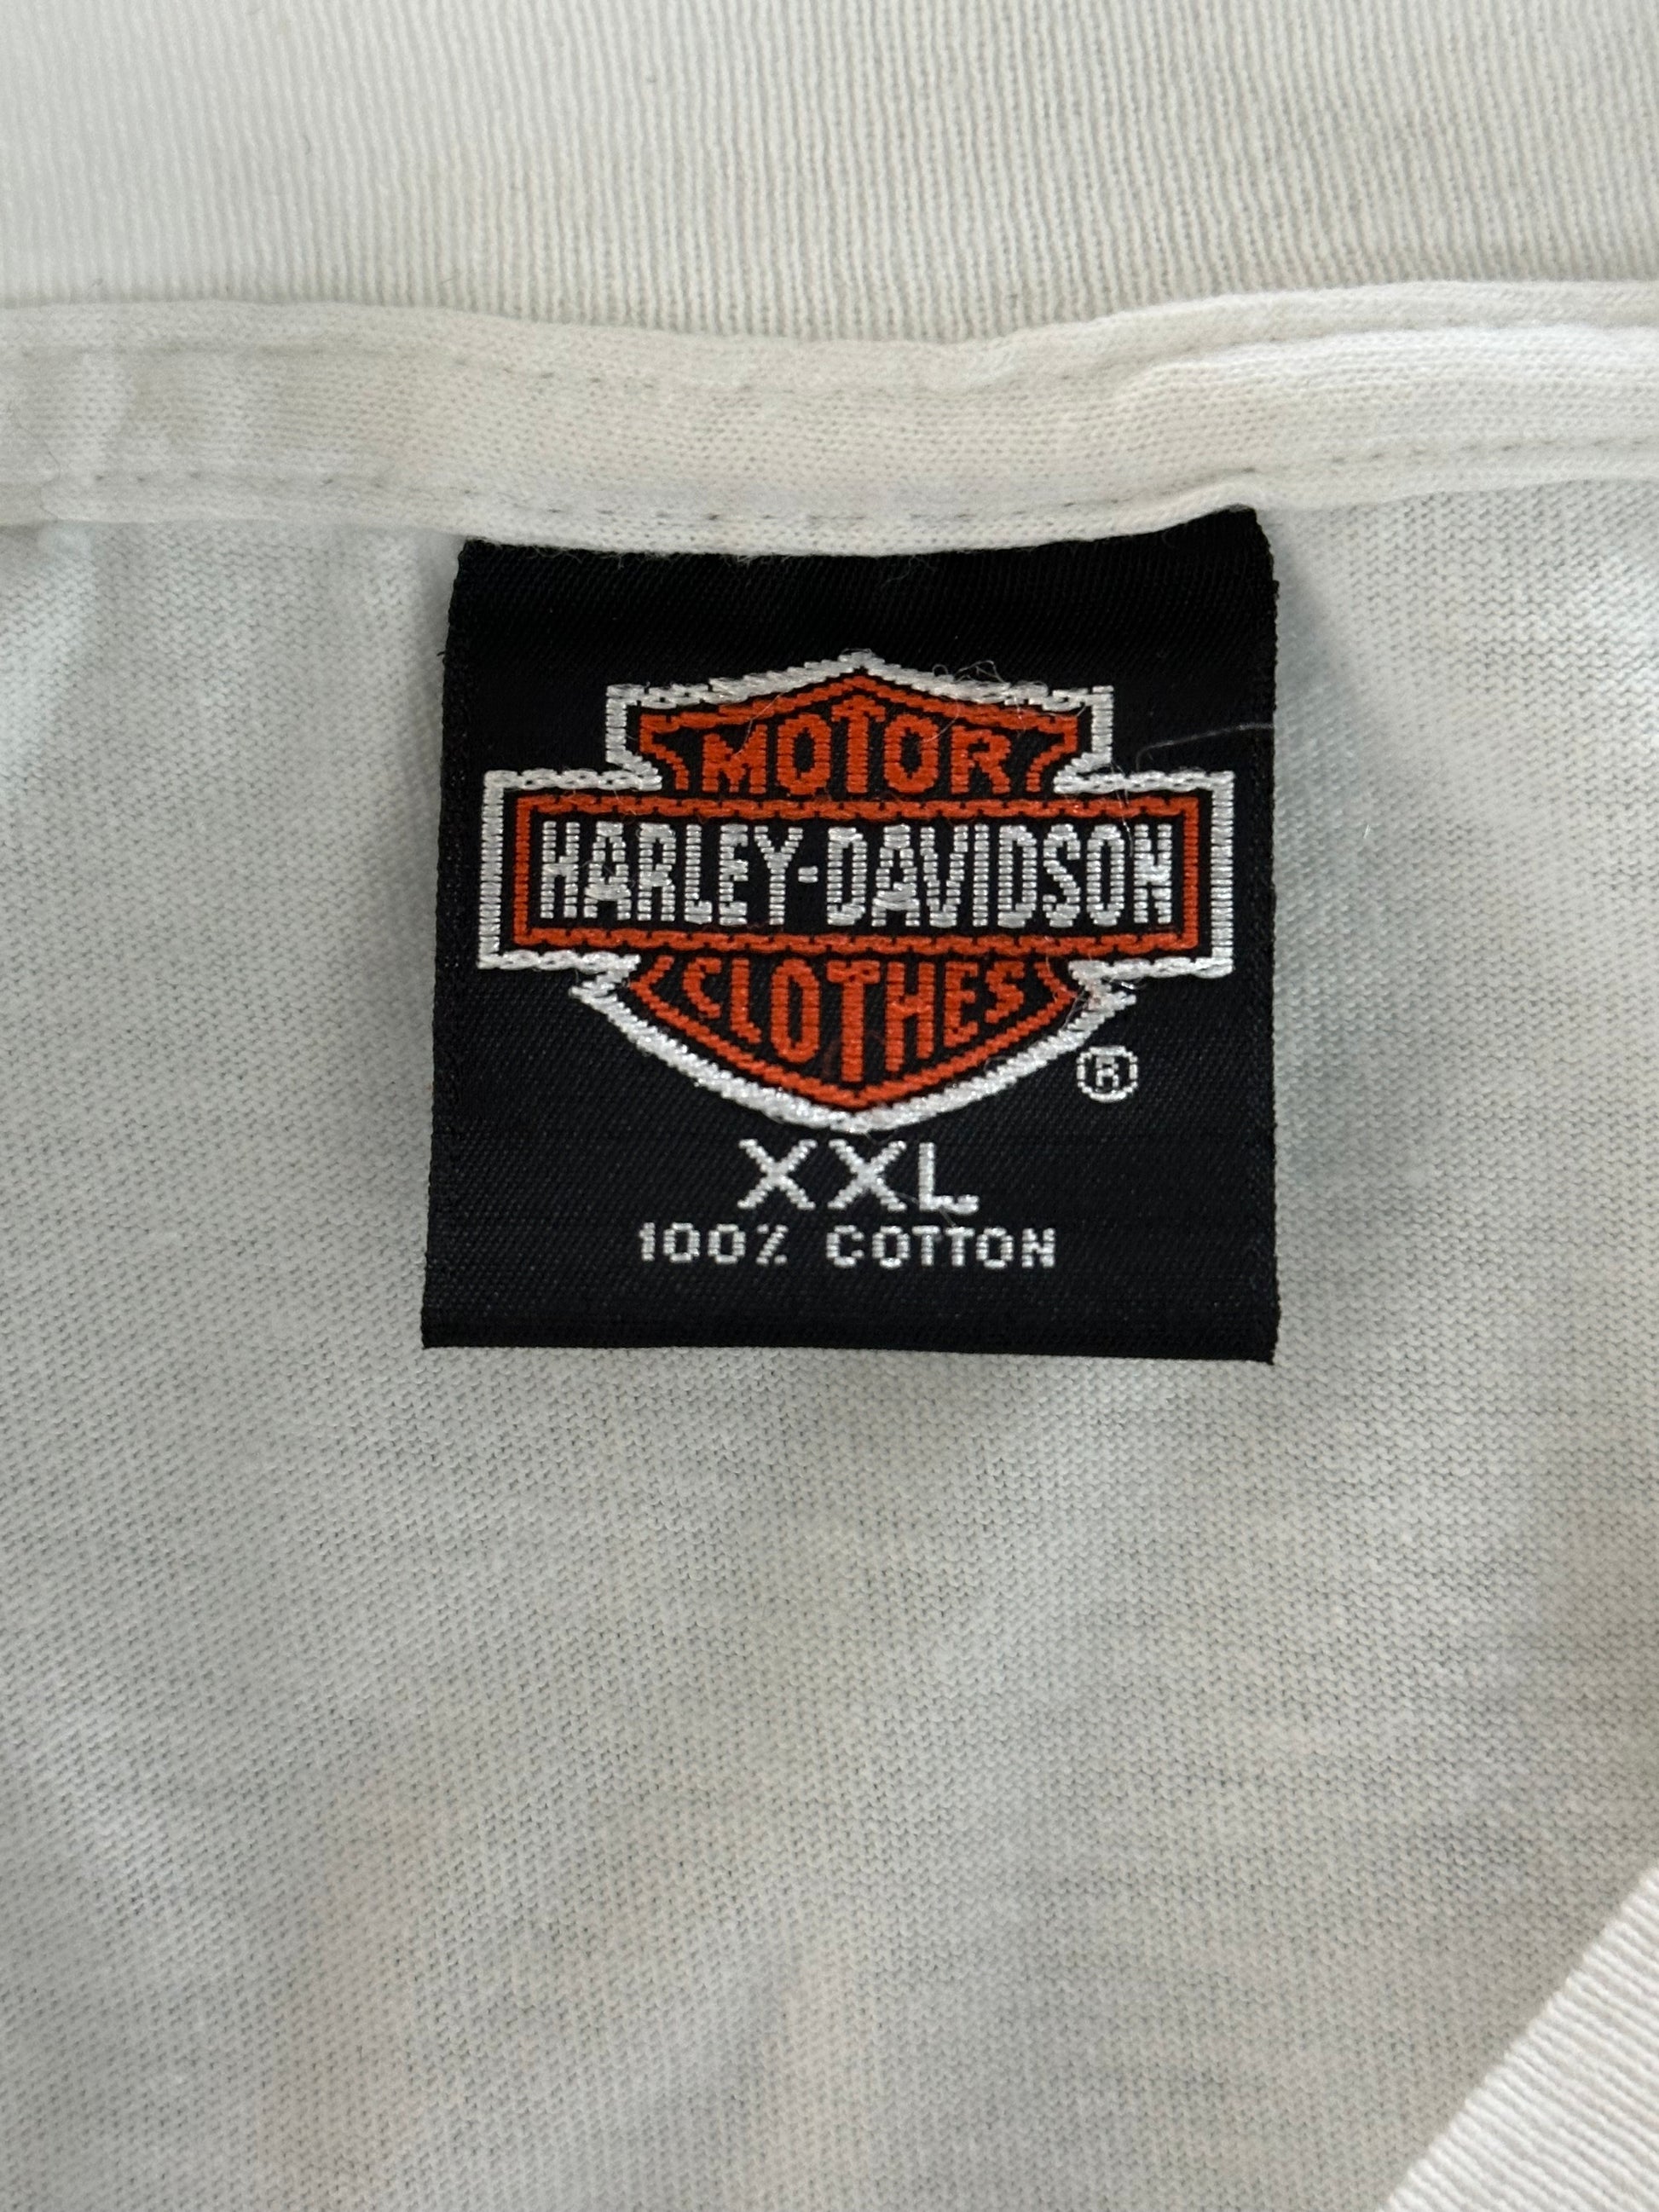 MOTOR
HARLEY-DAVIDSON
CLOTHES
®
XXL
100% COTTON